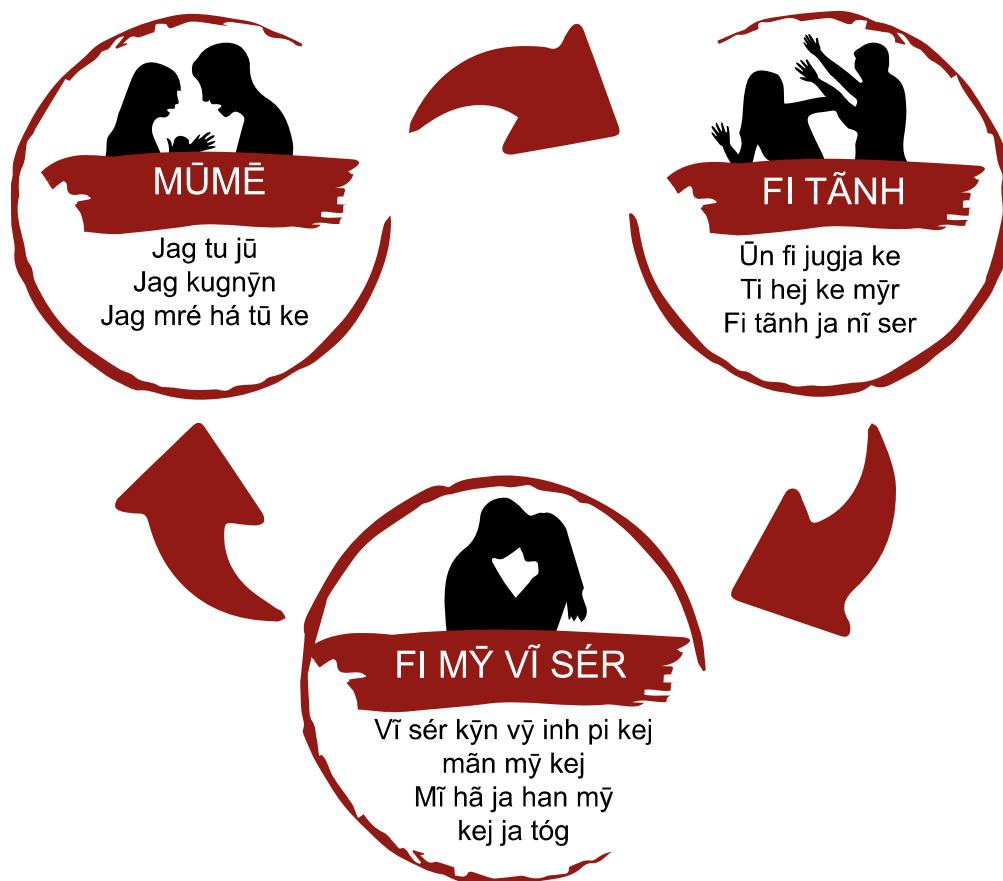 MŨMẼ
Jag tu jũ
Jag kugnỹn
Jag mré há tũ ke
FI TÃNH
Ũn fi jugja ke
Ti hej ke mỹr
Fi tãnh ja nĩ ser
FI MỸ VĨ SÉR
Vĩ sér kỹn vỹ inh pi kej
mãn mỹ kej
Mĩ hã ja han mỹ
kej ja tóg